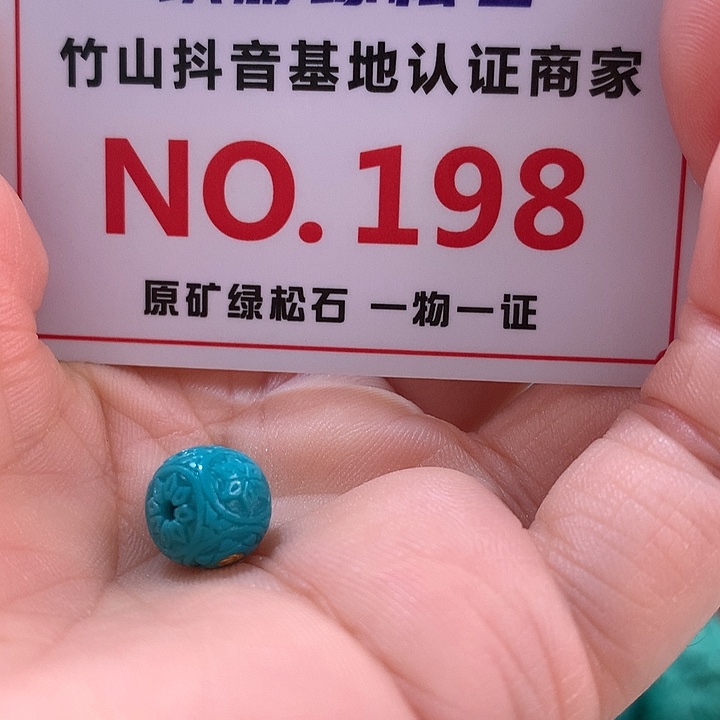 竹山抖音基地认证商家
NO.198
原矿绿松石 一物一证